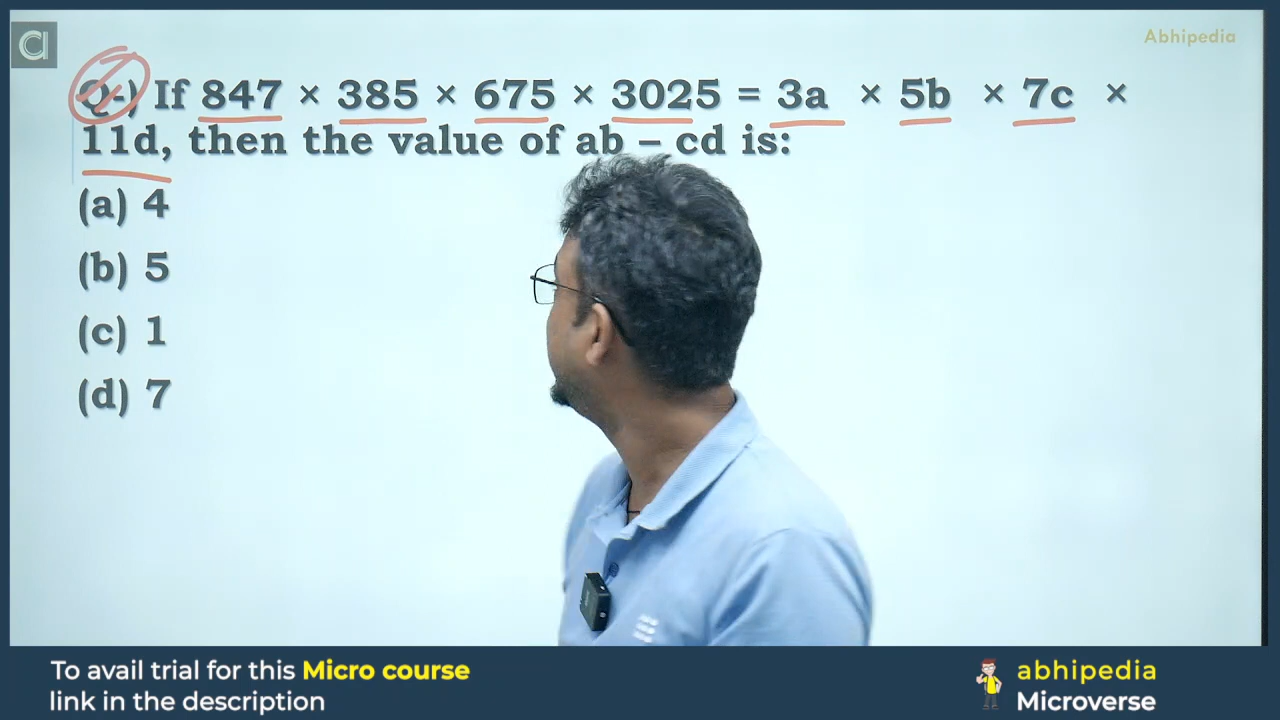 Abhipedia
Q-) If 847 × 385 × 675 × 3025 = 3a × 5b × 7c ×
11d, then the value of ab – cd is:
(a) 4
(b) 5
(c) 1
(d) 7
To avail trial for this Micro course
link in the description
abhipedia
Microverse